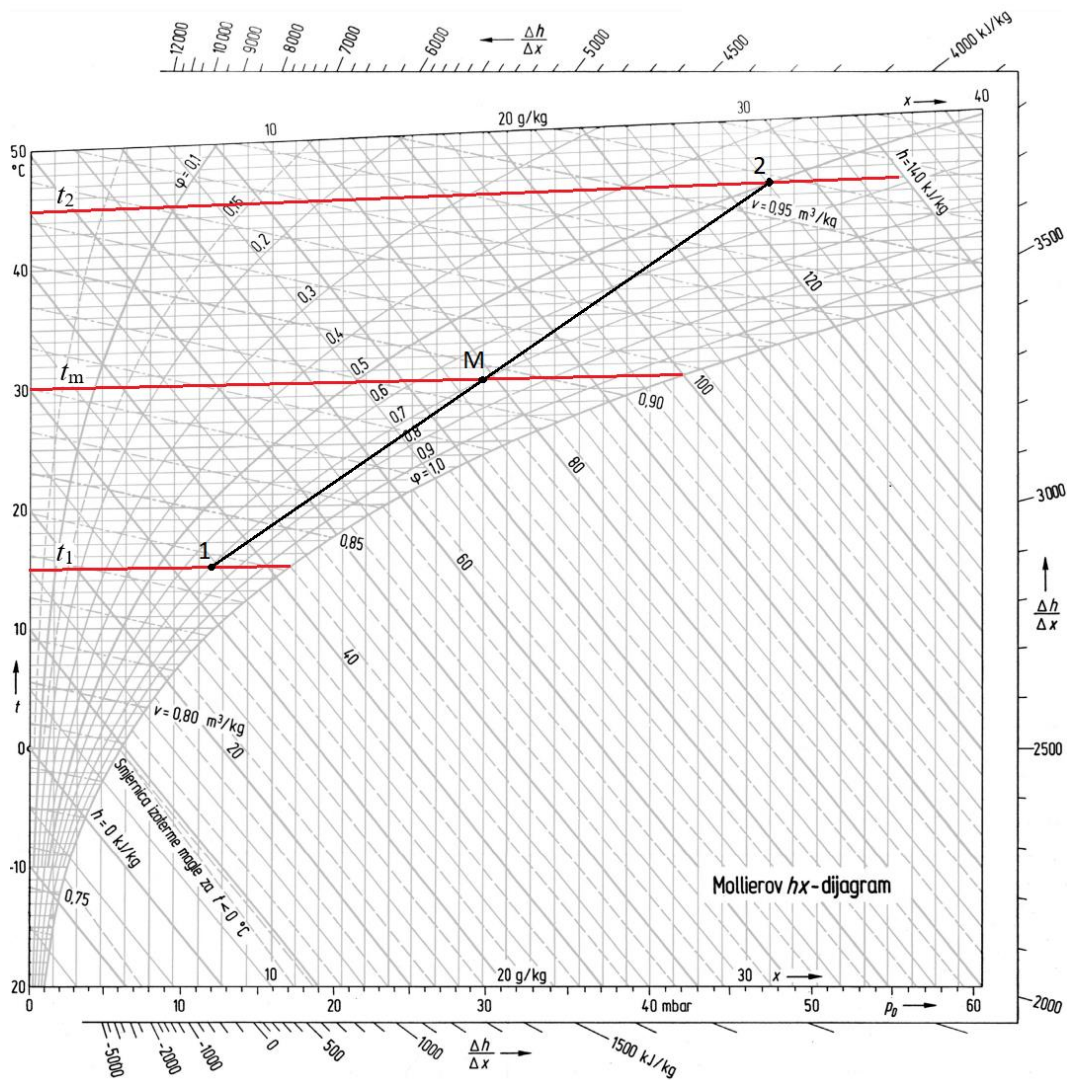 12000
10000
10000
9000
8000
7000
6000
← Δh/Δx
5000
4500
4000 kJ/kg
10
20 g/kg
30
x →
40
50
°C
40
30
20
10
0
-10
20
t
t₂
tₘ
t₁
φ=0,1
0,15
0,2
0,3
0,4
0,5
0,6
0,7
0,8
0,9
φ=1,0
2
M
1
h=140 kJ/kg
v=0,95 m³/kg
120
100
0,90
80
0,85
60
40
v=0,80 m³/kg
20
h=0 kJ/kg
0,75
Smjernica izoterme magle za t<0 °C
Mollierov hx-dijagram
3500
3000
Δh/Δx
2500
2000
10
20 g/kg
30
x →
0
10
20
30
40 mbar
50
p_D →
60
-5000
-2000
-1000
0
500
1000
Δh/Δx →
1500 kJ/kg